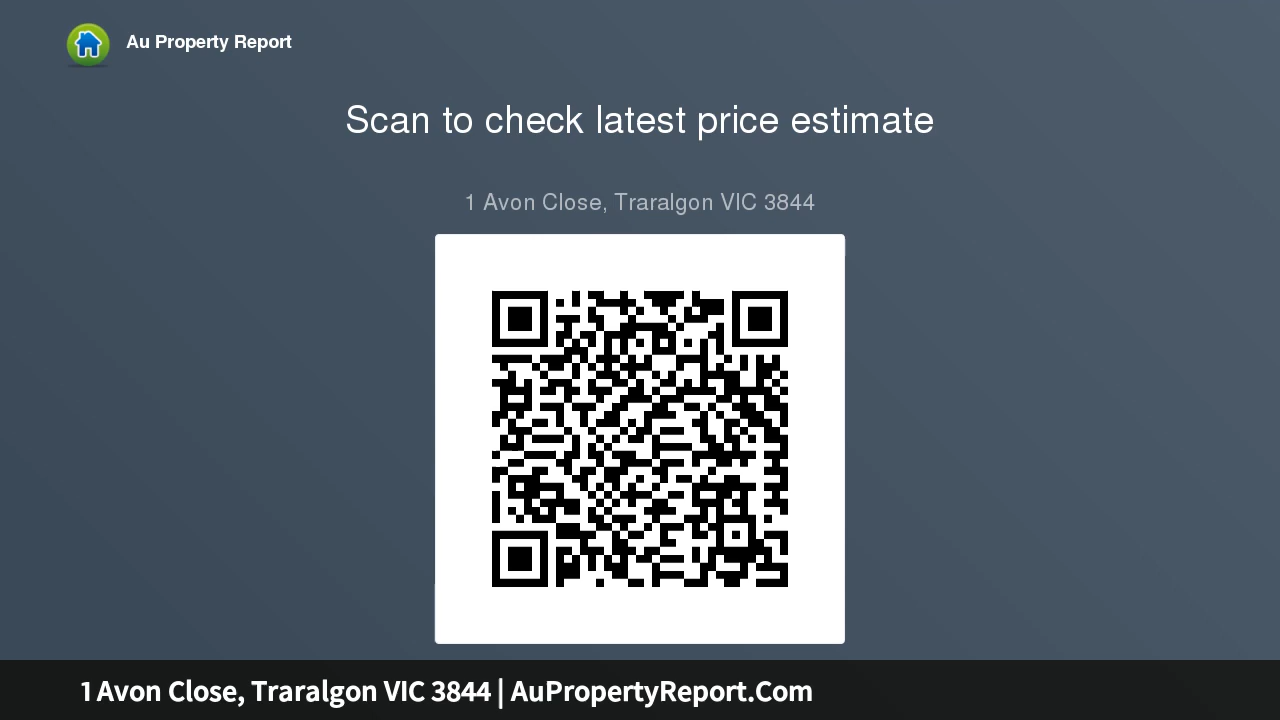 Au Property Report
Scan to check latest price estimate
1 Avon Close, Traralgon VIC 3844
1 Avon Close, Traralgon VIC 3844 | AuPropertyReport.Com